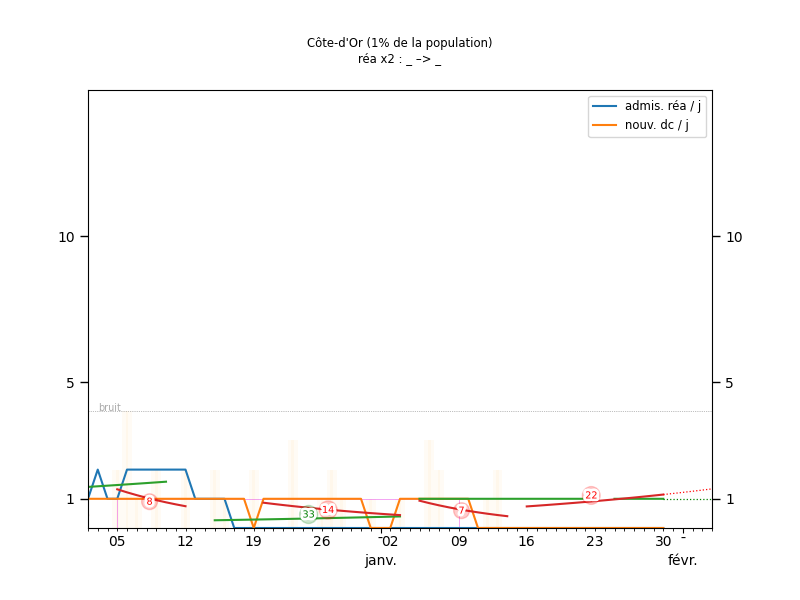 Côte-d'Or (1% de la population)
réa x2 : _ –> _
admis. réa / j
nouv. dc / j
10 10
5 5
bruit
1 1
8 33 14 7 22
05 12 19 26 02 09 16 23 30
janv. févr.